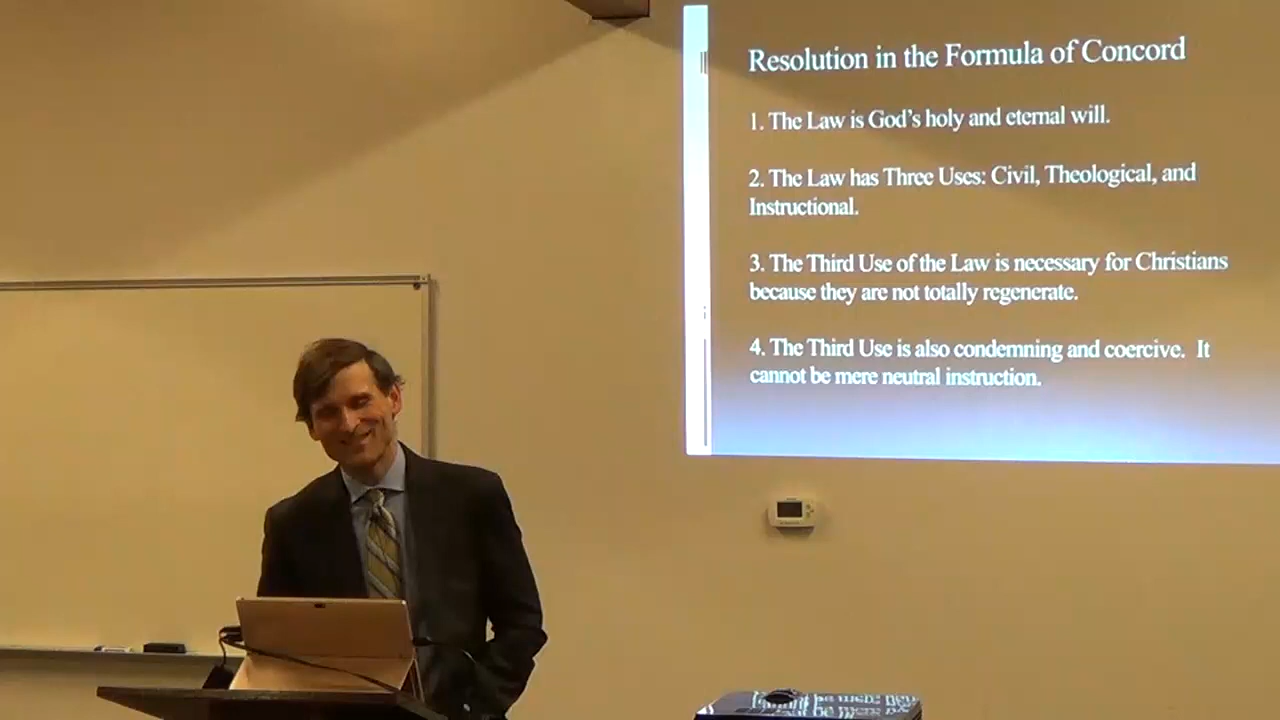 Resolution in the Formula of Concord
1. The Law is God's holy and eternal will.
2. The Law has Three Uses: Civil, Theological, and
Instructional.
3. The Third Use of the Law is necessary for Christians
because they are not totally regenerate.
4. The Third Use is also condemning and coercive. It
cannot be mere neutral instruction.